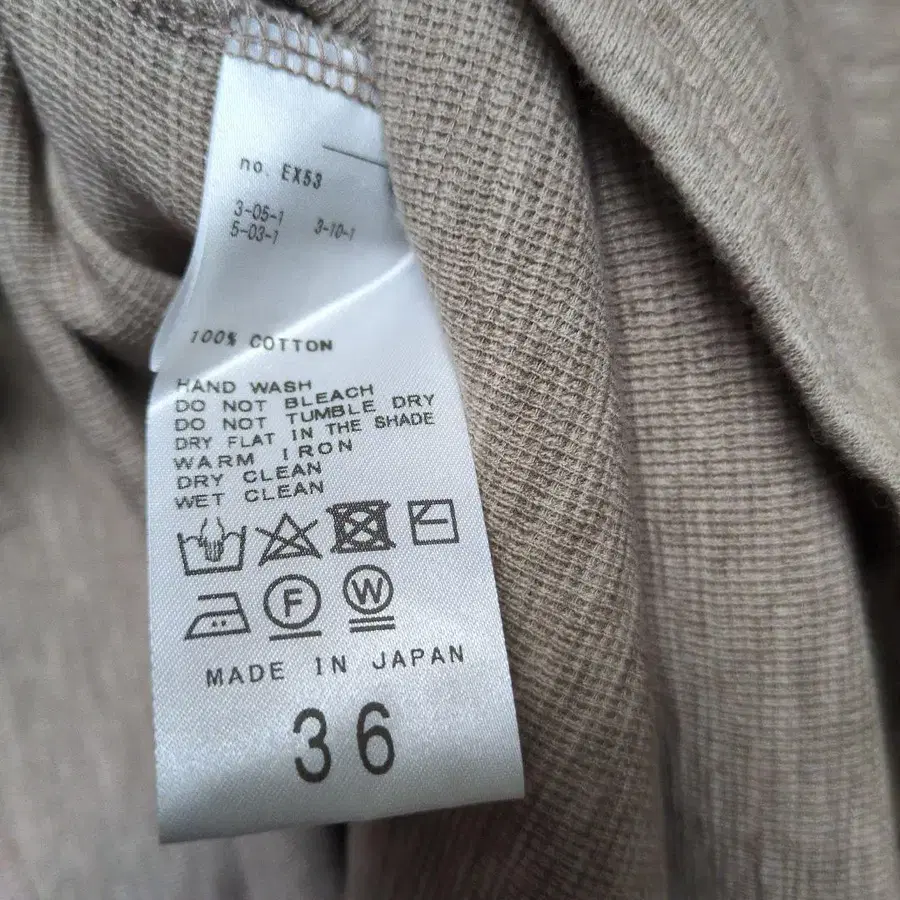 no. EX53
3-05-1
5-03-1 3-10-1
100% COTTON
HAND WASH
DO NOT BLEACH
DO NOT TUMBLE DRY
DRY FLAT IN THE SHADE
WARM IRON
DRY CLEAN
WET CLEAN
F W
MADE IN JAPAN
36